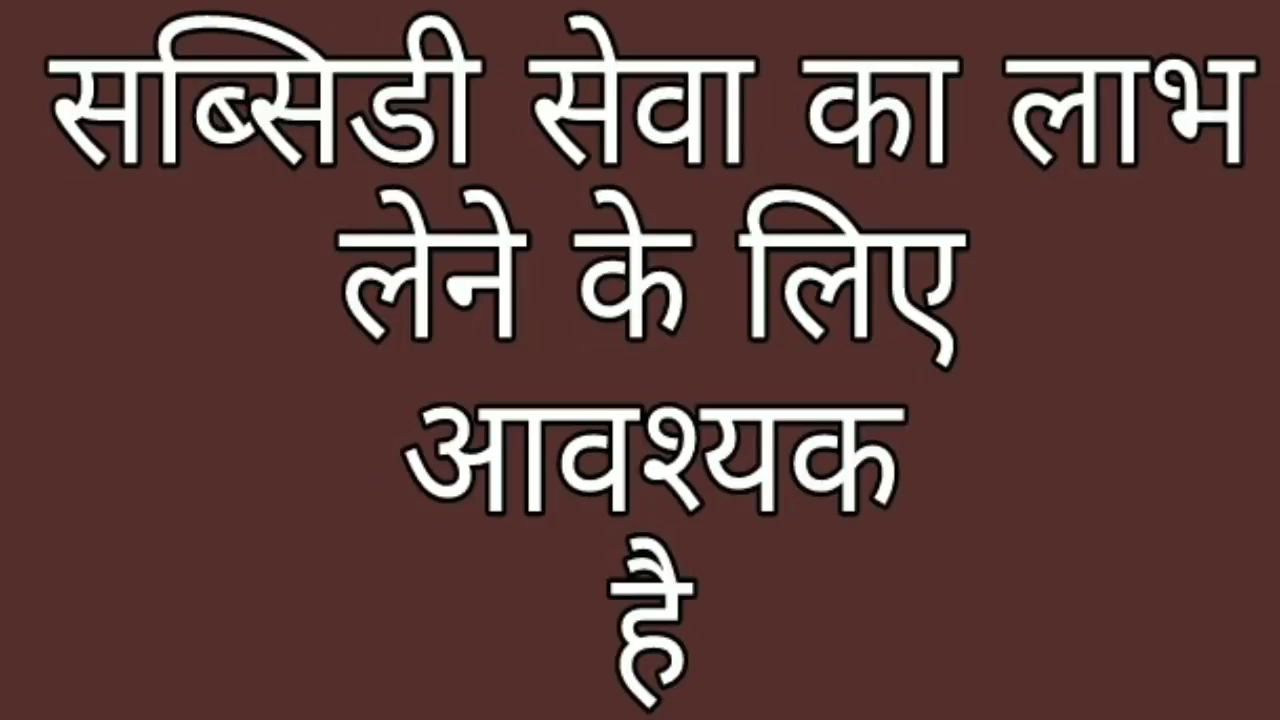 सब्सिडी सेवा का लाभ
लेने के लिए
आवश्यक
है